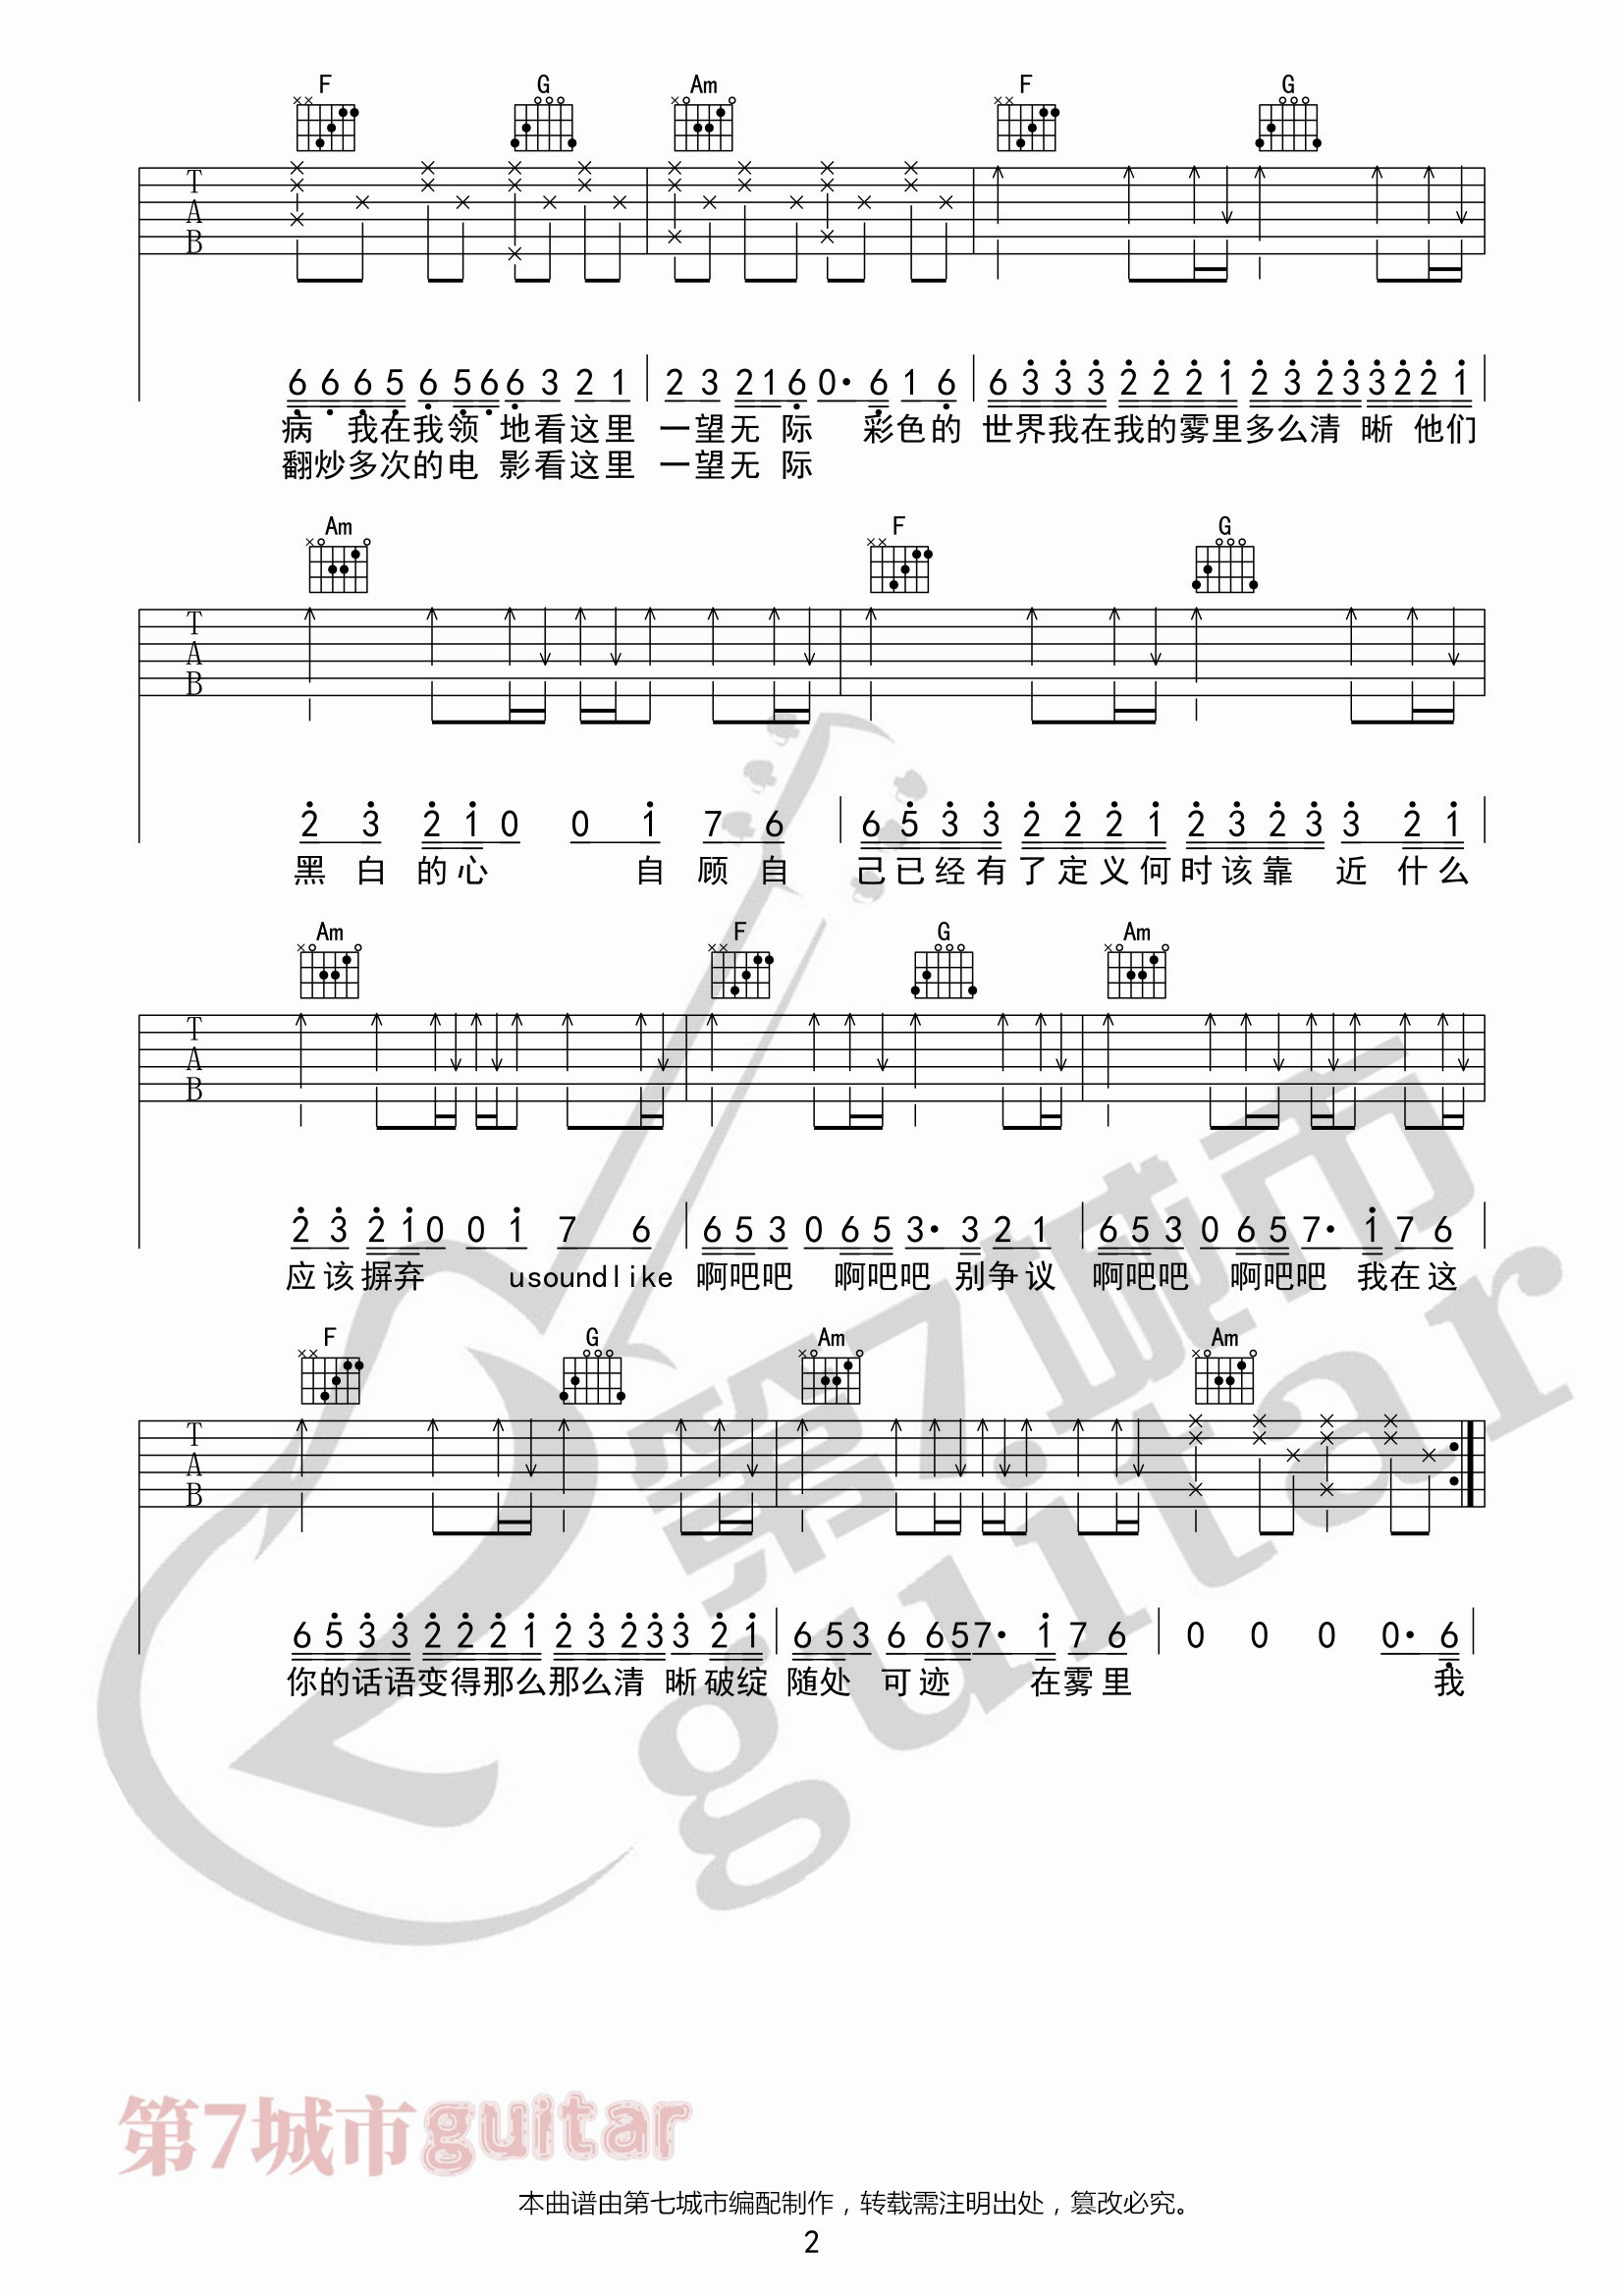 F G Am F G
T
A
B
6 6 6 5 6 5 6 6 3 2 1 2 3 2 1 6 0· 6 1 6 6 3 3 3 2 2 2 1 2 3 2 3 3 2 2 1
病 我在我领 地看这里 一望无 际 彩色的 世界我在我的雾里多么清 晰 他们
翻炒多次的电 影看这里 一望无 际
Am F G
T
A
B
2 3 2 1 0 0 1 7 6 6 5 3 3 2 2 2 1 2 3 2 3 3 2 1
黑 白 的心 自 顾 自 己已经有了定义何时该靠 近 什么
Am F G Am
T
A
B
2 3 2 1 0 0 1 7 6 6 5 3 0 6 5 3· 3 2 1 6 5 3 0 6 5 7· 1 7 6
应该摒弃 usoundlike 啊吧吧 啊吧吧 别争议 啊吧吧 啊吧吧 我在这
F G Am Am
T
A
B
6 5 3 3 2 2 2 1 2 3 2 3 3 2 1 6 5 3 6 6 5 7· 1 7 6 0 0 0 0· 6
你的话语变得那么那么清 晰破绽 随处 可迹 在雾里 我
第7城市
guitar
第7城市guitar
本曲谱由第七城市编配制作，转载需注明出处，篡改必究。
2